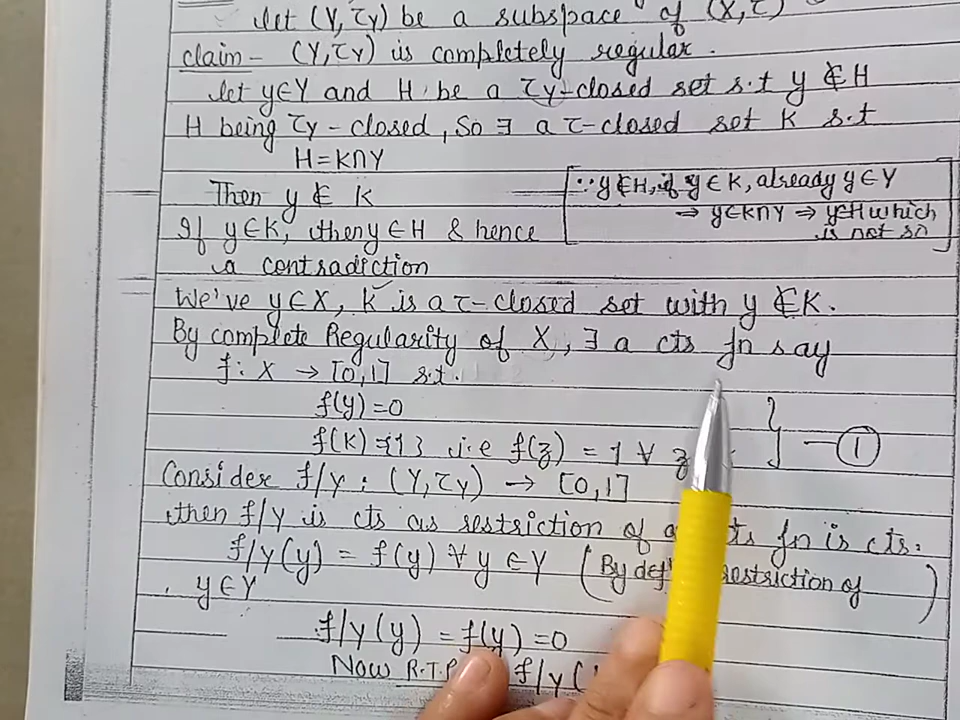 let (Y, τY) be a subspace of (X, τ)
claim - (Y, τY) is completely regular.
let y∈Y and H be a τY-closed set s.t y ∉ H
H being τY - closed, So ∃ a τ-closed set K s.t
H = K∩Y
Then y ∉ K
[∵ y∉H, if y ∈ K, already y∈Y
⇒ y∈K∩Y ⇒ y∈H which
is not so]
If y∈K, then y∈H & hence
a contradiction
We've y∈X, K is a τ-closed set with y ∉ K.
By complete Regularity of X, ∃ a cts fn say
f: X → [0,1] s.t.
f(y) = 0
f(K) = {1} i.e f(z) = 1 ∀ z } — ①
Consider f/Y : (Y, τY) → [0,1]
then f/Y is cts as restriction of a cts fn is cts.
f/Y(y) = f(y) ∀ y ∈ Y (By def restriction of)
∴ y∈Y
f/Y(y) = f(y) = 0
Now R.T.P f/Y(